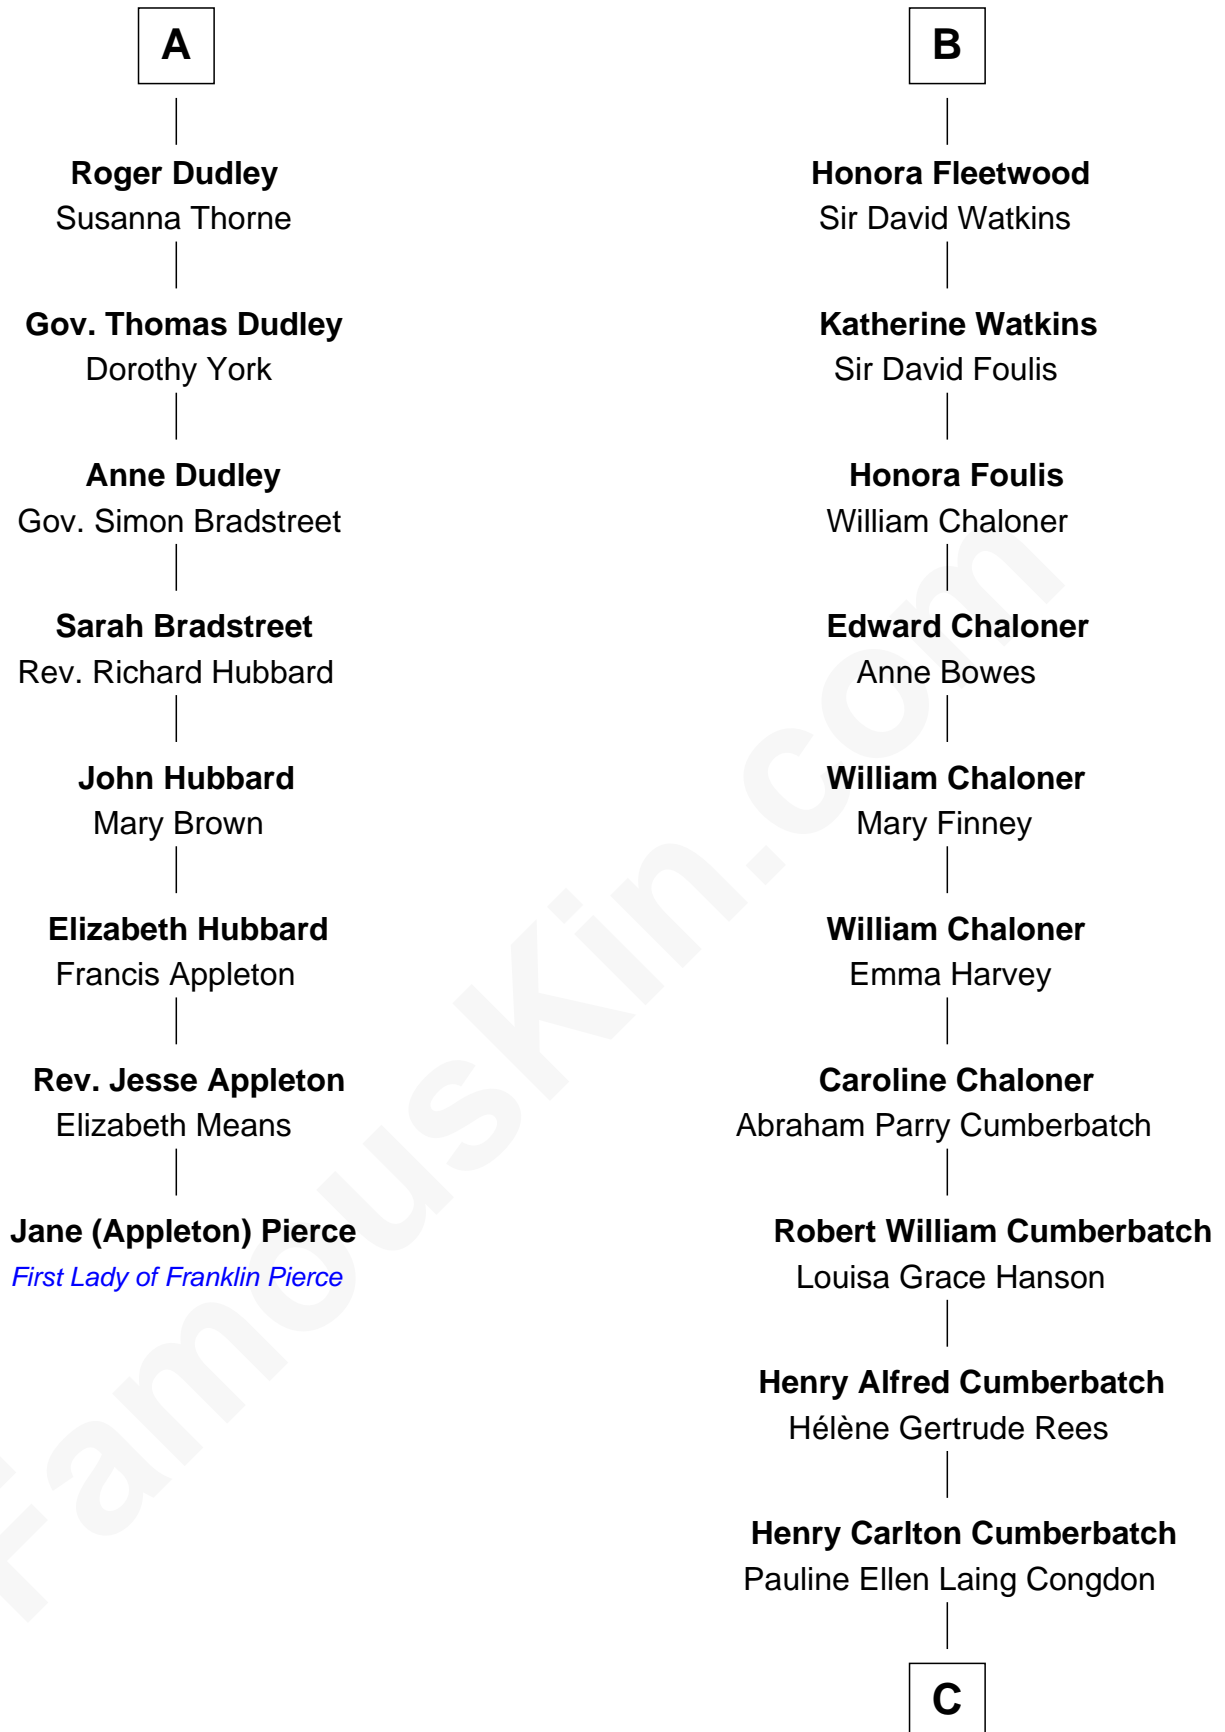 A
Roger Dudley
Susanna Thorne
Gov. Thomas Dudley
Dorothy York
Anne Dudley
Gov. Simon Bradstreet
Sarah Bradstreet
Rev. Richard Hubbard
John Hubbard
Mary Brown
Elizabeth Hubbard
Francis Appleton
Rev. Jesse Appleton
Elizabeth Means
Jane (Appleton) Pierce
First Lady of Franklin Pierce
B
Honora Fleetwood
Sir David Watkins
Katherine Watkins
Sir David Foulis
Honora Foulis
William Chaloner
Edward Chaloner
Anne Bowes
William Chaloner
Mary Finney
William Chaloner
Emma Harvey
Caroline Chaloner
Abraham Parry Cumberbatch
Robert William Cumberbatch
Louisa Grace Hanson
Henry Alfred Cumberbatch
Hélène Gertrude Rees
Henry Carlton Cumberbatch
Pauline Ellen Laing Congdon
C
FamousKin.com